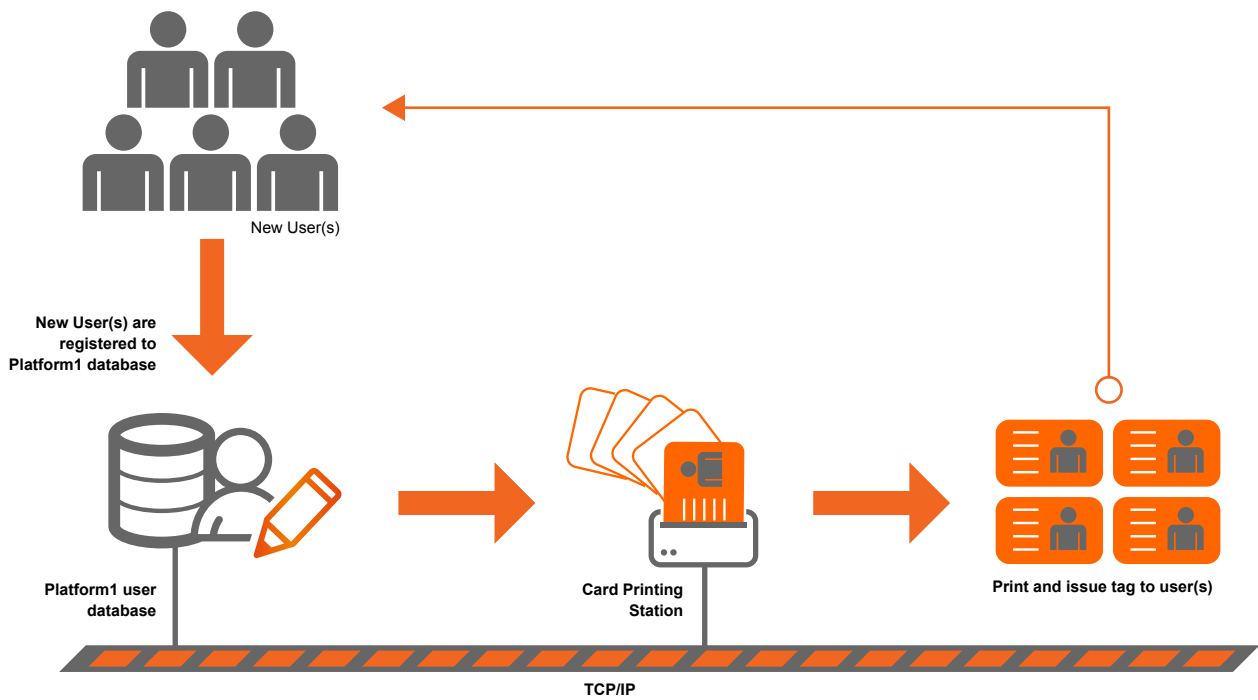 New User(s)
New User(s) are
registered to
Platform1 database
Platform1 user
database
Card Printing
Station
Print and issue tag to user(s)
TCP/IP